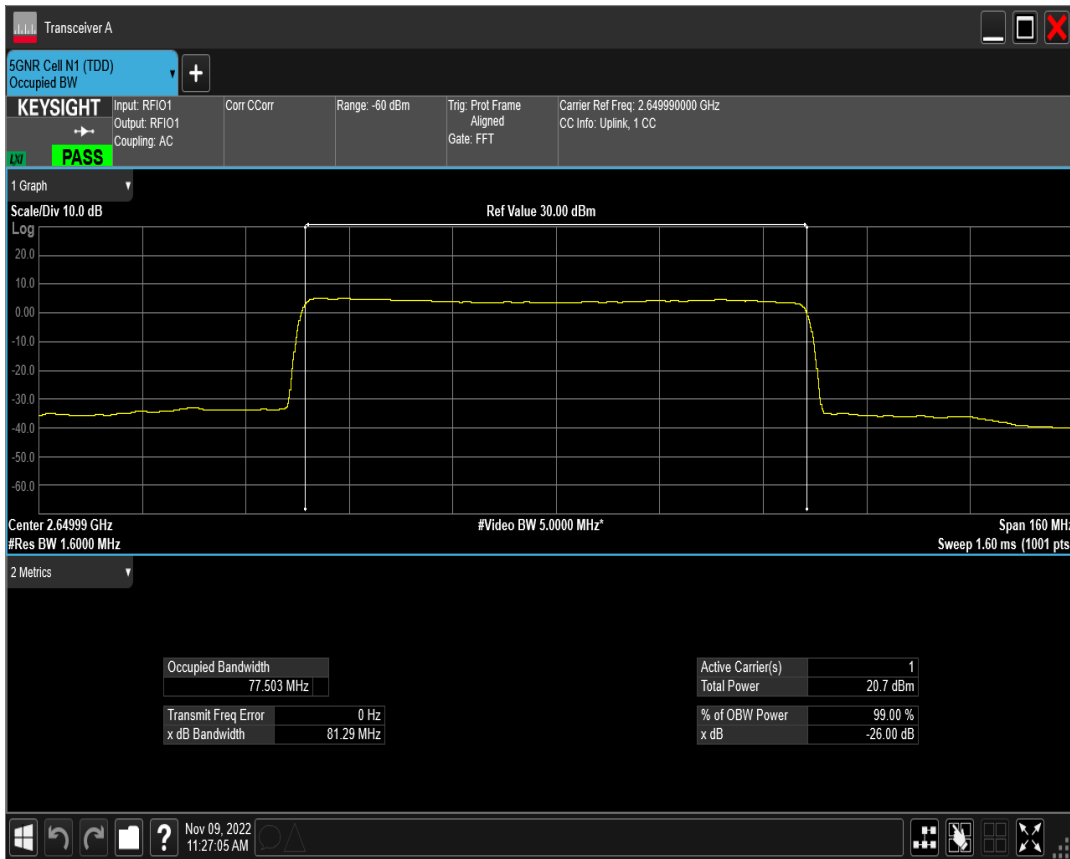 Transceiver A
5GNR Cell N1 (TDD)
Occupied BW
+
KEYSIGHT
LXI
PASS
Input: RFIO1
Output: RFIO1
Coupling: AC
Corr CCorr
Range: -60 dBm
Trig: Prot Frame
Aligned
Gate: FFT
Carrier Ref Freq: 2.649990000 GHz
CC Info: Uplink, 1 CC
1 Graph
Scale/Div 10.0 dB
Ref Value 30.00 dBm
Log
20.0
10.0
0.00
-10.0
-20.0
-30.0
-40.0
-50.0
-60.0
Center 2.64999 GHz
#Video BW 5.0000 MHz*
Span 160 MHz
#Res BW 1.6000 MHz
Sweep 1.60 ms (1001 pts
2 Metrics
Occupied Bandwidth
77.503 MHz
Active Carrier(s) 1
Total Power 20.7 dBm
Transmit Freq Error 0 Hz
x dB Bandwidth 81.29 MHz
% of OBW Power 99.00 %
x dB -26.00 dB
?
Nov 09, 2022
11:27:05 AM